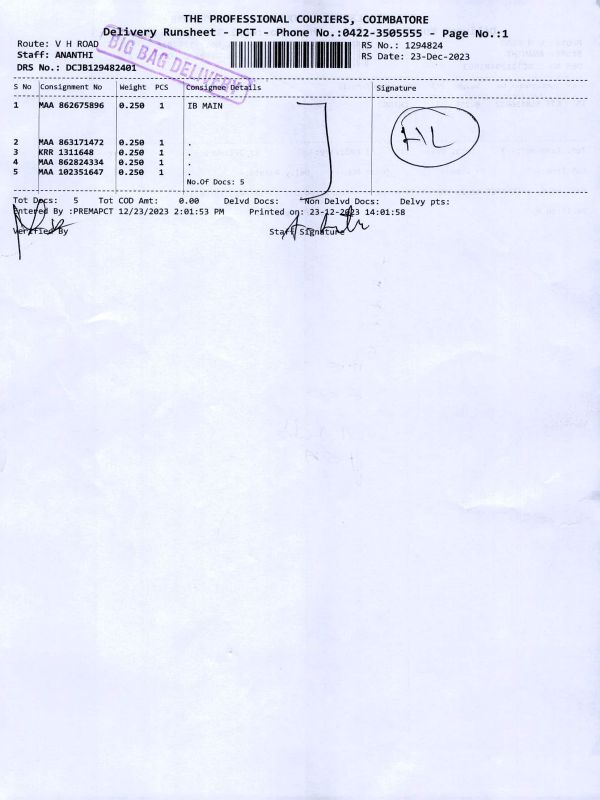 THE PROFESSIONAL COURIERS, COIMBATORE
Delivery Runsheet - PCT - Phone No.:0422-3505555 - Page No.:1
Route: V H ROAD
RS No.: 1294824
Staff: ANANTHI
RS Date: 23-Dec-2023
DRS No.: DCJB129482401
BIG BAG DELIVERY
S No Consignment No Weight PCS Consignee Details Signature
1 MAA 862675896 0.250 1 IB MAIN
2 MAA 863171472 0.250 1 .
3 KRR 1311648 0.250 1 .
4 MAA 862824334 0.250 1 .
5 MAA 102351647 0.250 1 .
No.Of Docs: 5
Tot Docs: 5 Tot COD Amt: 0.00 Delvd Docs: Non Delvd Docs: Delvy pts:
Entered By :PREMAPCT 12/23/2023 2:01:53 PM Printed on: 23-12-2023 14:01:58
Verified By Staff Signature